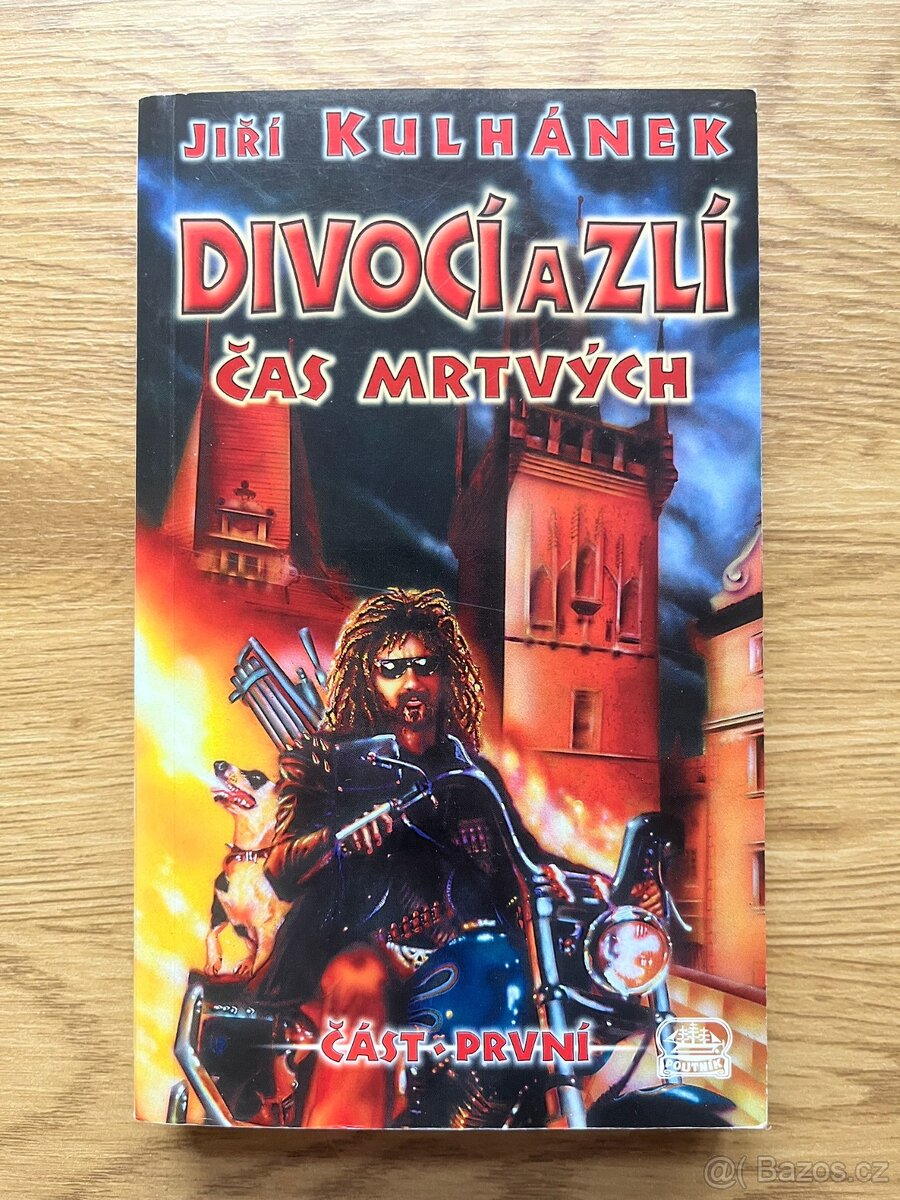 JIŘÍ KULHÁNEK
DIVOCÍ A ZLÍ
ČAS MRTVÝCH
ČÁST · PRVNÍ
POUTNÍK
@( Bazos.cz